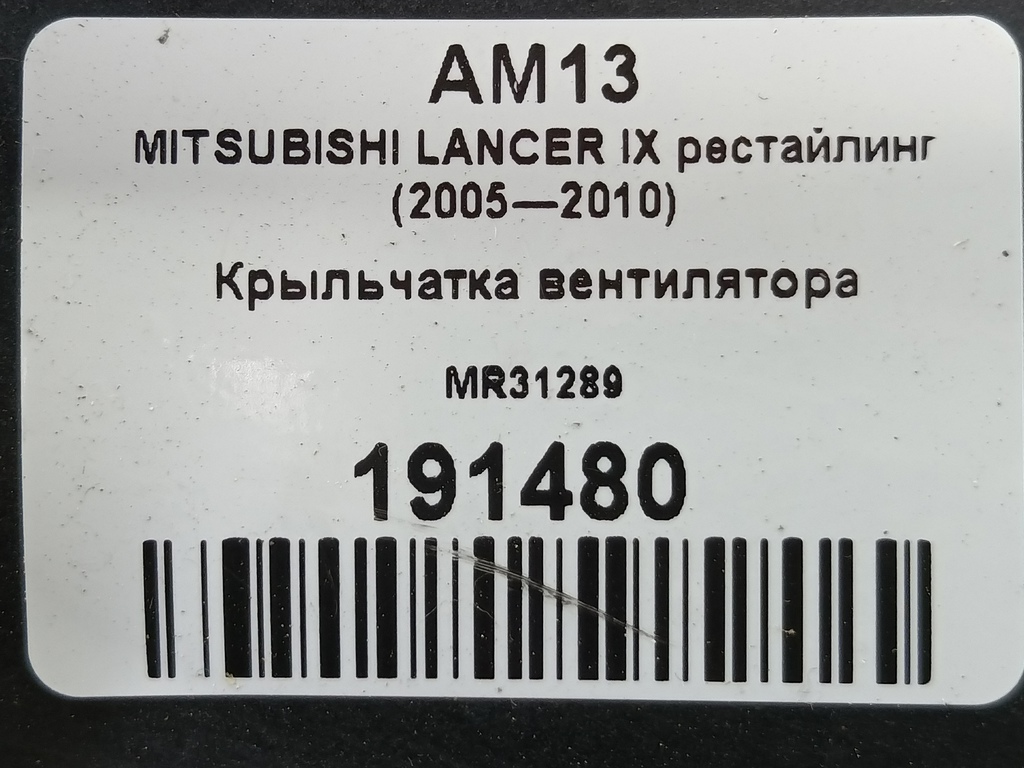 AM13
MITSUBISHI LANCER IX рестайлинг
(2005—2010)
Крыльчатка вентилятора
MR31289
191480